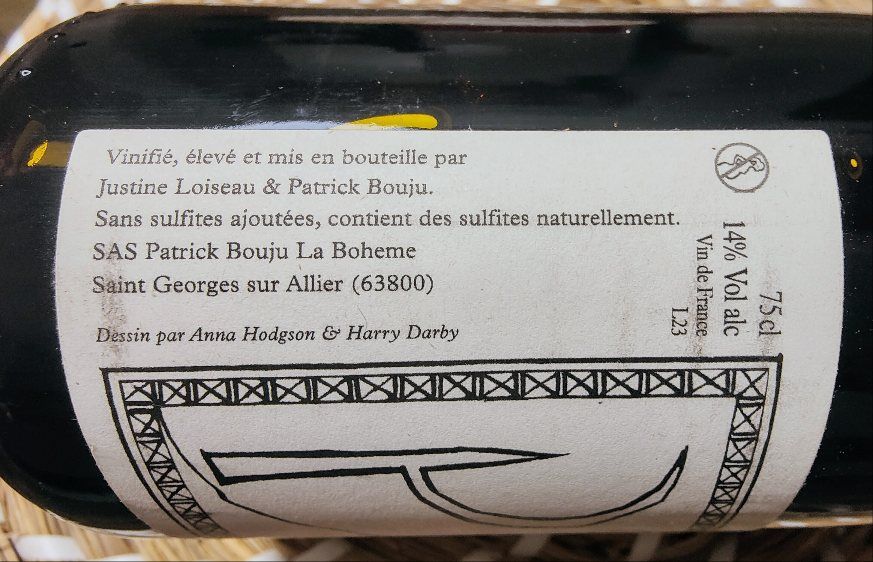 Vinifié, élevé et mis en bouteille par
Justine Loiseau & Patrick Bouju.
Sans sulfites ajoutées, contient des sulfites naturellement.
SAS Patrick Bouju La Boheme
Saint Georges sur Allier (63800)
Dessin par Anna Hodgson & Harry Darby
75cl
14% Vol alc
Vin de France
L23